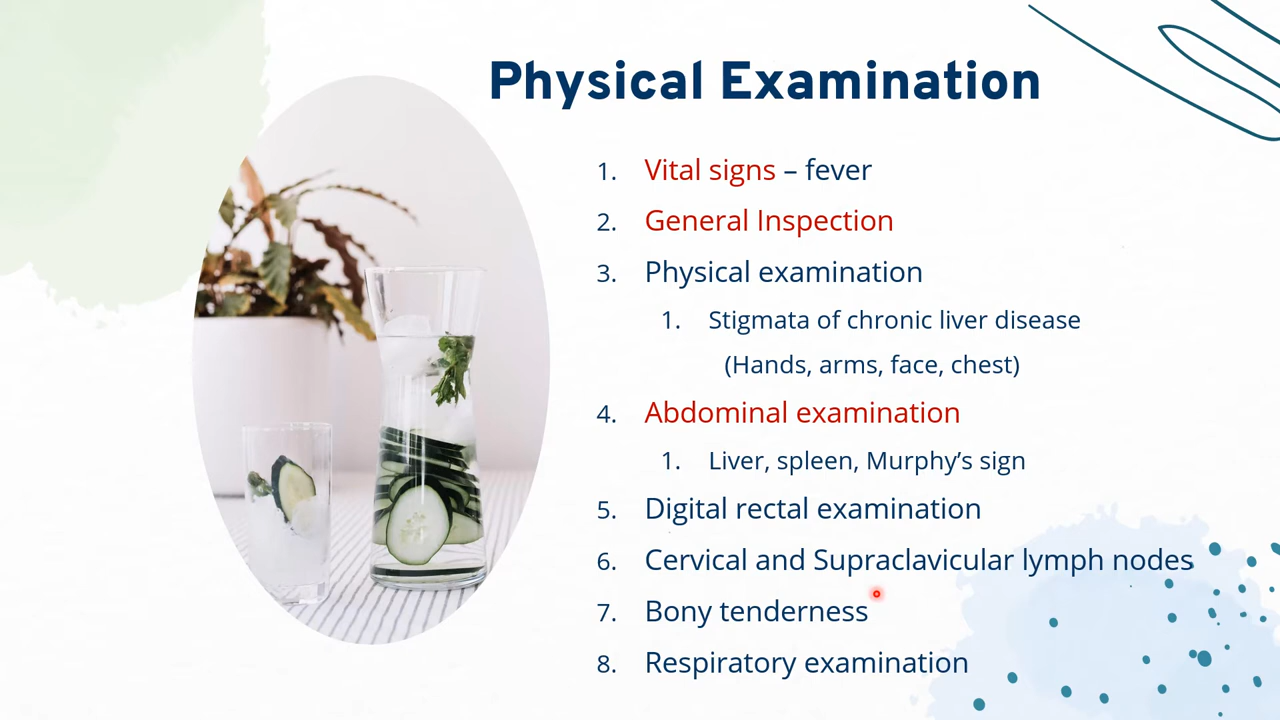 Physical Examination
1. Vital signs – fever
2. General Inspection
3. Physical examination
1. Stigmata of chronic liver disease
(Hands, arms, face, chest)
4. Abdominal examination
1. Liver, spleen, Murphy’s sign
5. Digital rectal examination
6. Cervical and Supraclavicular lymph nodes
7. Bony tenderness
8. Respiratory examination